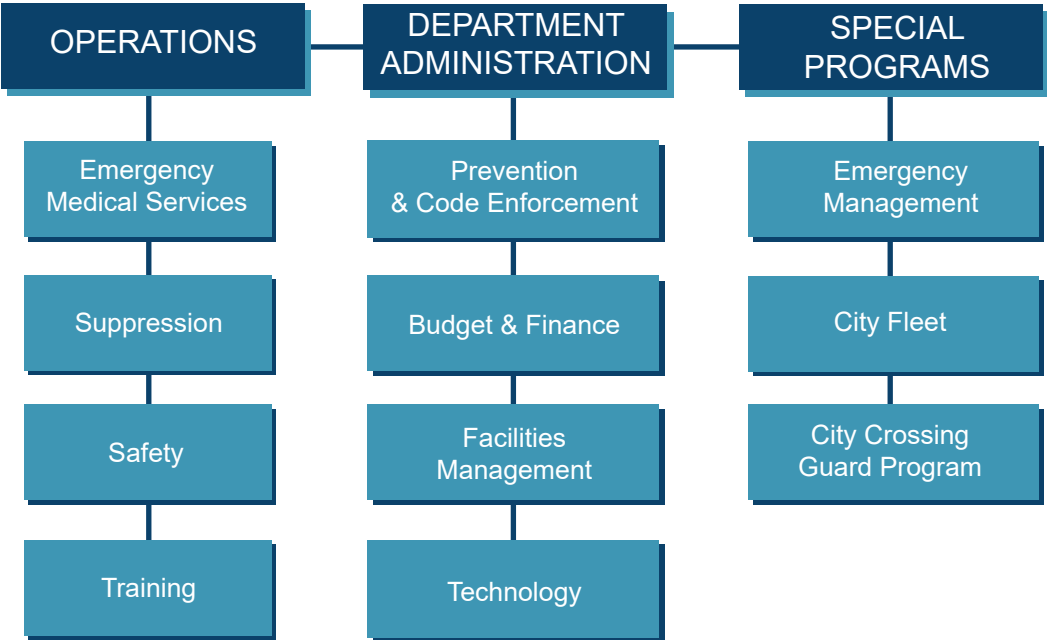 OPERATIONS
Emergency
Medical Services
Suppression
Safety
Training
DEPARTMENT
ADMINISTRATION
Prevention
& Code Enforcement
Budget & Finance
Facilities
Management
Technology
SPECIAL
PROGRAMS
Emergency
Management
City Fleet
City Crossing
Guard Program